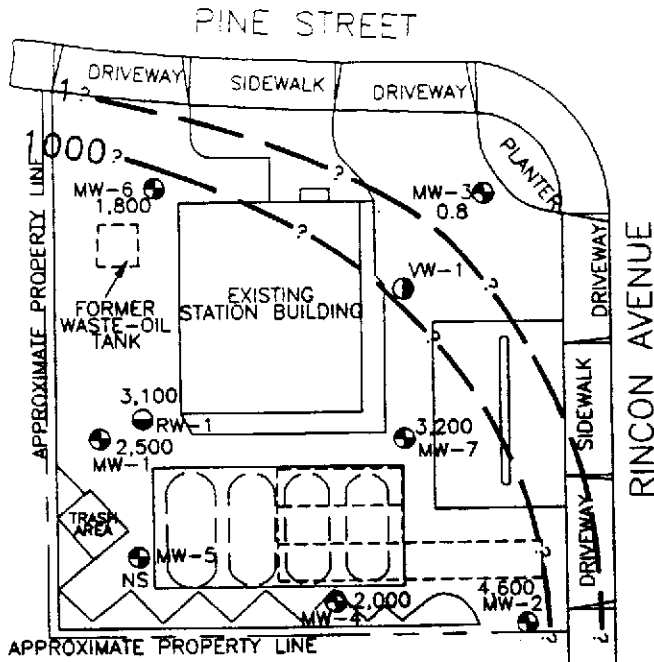 PINE STREET
DRIVEWAY
SIDEWALK
DRIVEWAY
1 ?
1000 ?
PLANTER
?
MW-6
1,800
MW-3
0.8
?
VW-1
?
?
EXISTING
STATION BUILDING
FORMER
WASTE-OIL
TANK
DRIVEWAY
RINCON AVENUE
APPROXIMATE PROPERTY LINE
3,100
RW-1
2,500
MW-1
3,200
MW-7
SIDEWALK
TRASH
AREA
MW-5
NS
?
DRIVEWAY
2,000
MW-4
4,600
MW-2
?
APPROXIMATE PROPERTY LINE